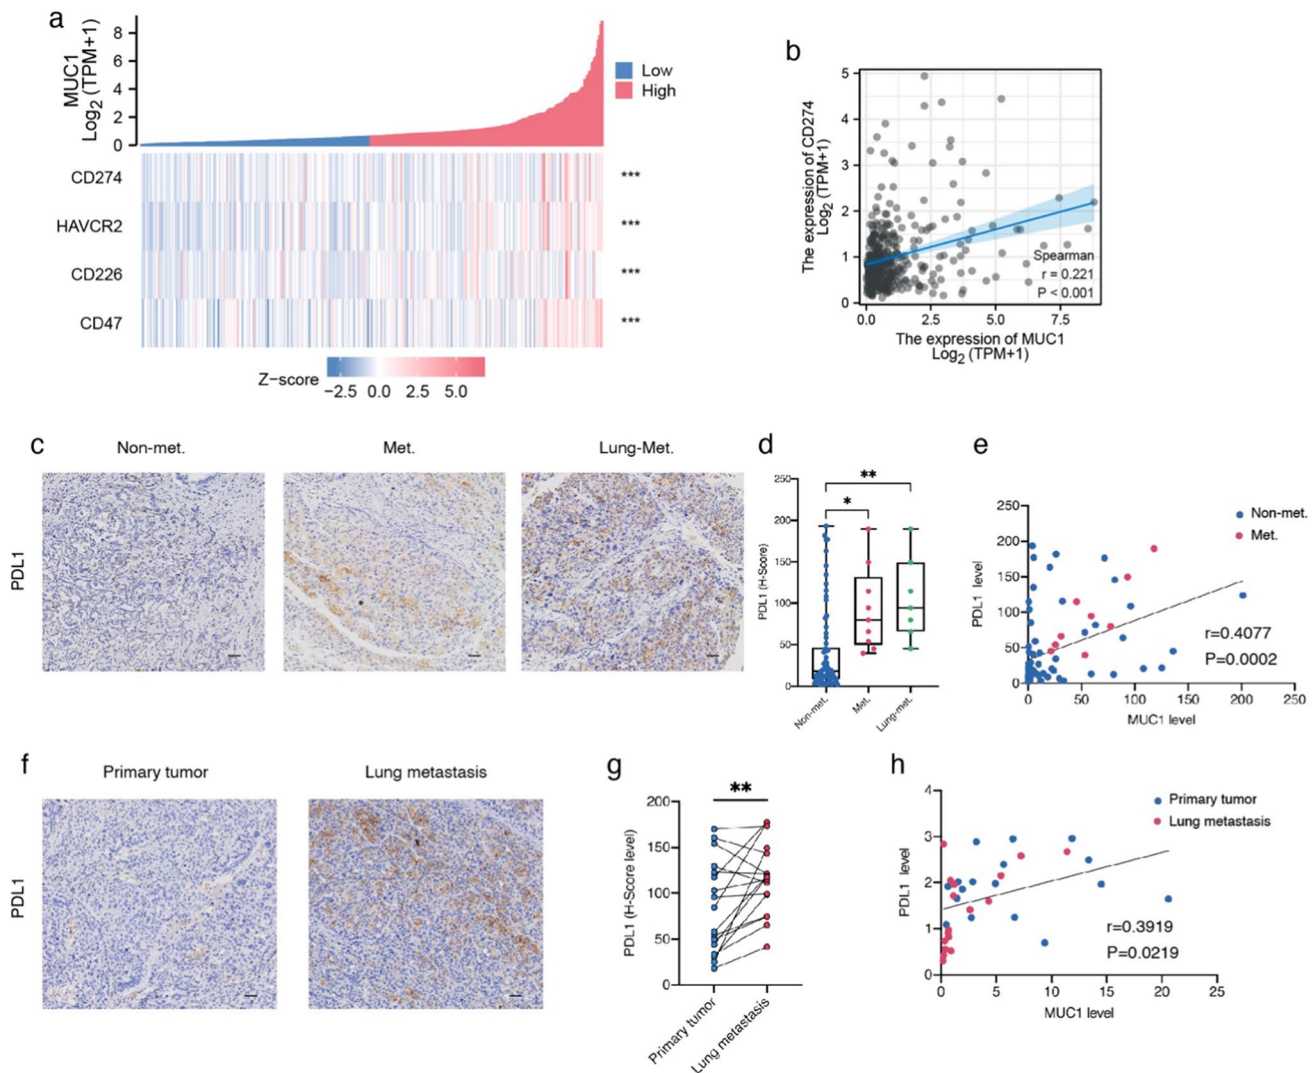 a
MUC1
Log2 (TPM+1)
8
6
4
2
0
Low
High
CD274 ***
HAVCR2 ***
CD226 ***
CD47 ***
Z−score
−2.5 0.0 2.5 5.0
b
The expression of CD274
Log2 (TPM+1)
5
4
3
2
1
0
Spearman
r = 0.221
P < 0.001
0.0 2.5 5.0 7.5
The expression of MUC1
Log2 (TPM+1)
c
Non-met. Met. Lung-Met.
PDL1
d
PDL1 (H-Score)
250
200
150
100
50
0
**
*
Non-met. Met. Lung-met.
e
PDL1 level
250
200
150
100
50
0
Non-met.
Met.
r=0.4077
P=0.0002
0 50 100 150 200 250
MUC1 level
f
Primary tumor Lung metastasis
PDL1
g
PDL1 (H-Score level)
200
150
100
50
0
**
Primary tumor Lung metastasis
h
PDL1 level
4
3
2
1
0
Primary tumor
Lung metastasis
r=0.3919
P=0.0219
0 5 10 15 20 25
MUC1 level